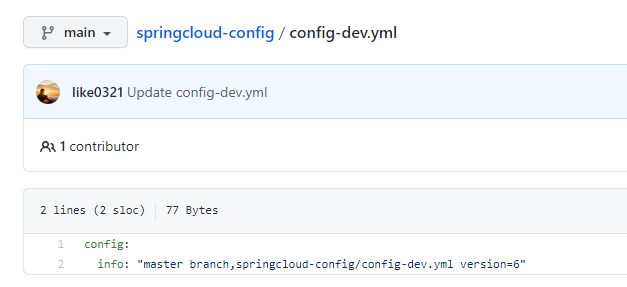 main
springcloud-config / config-dev.yml
like0321 Update config-dev.yml
1 contributor
2 lines (2 sloc) 77 Bytes
1 config:
2 info: "master branch,springcloud-config/config-dev.yml version=6"